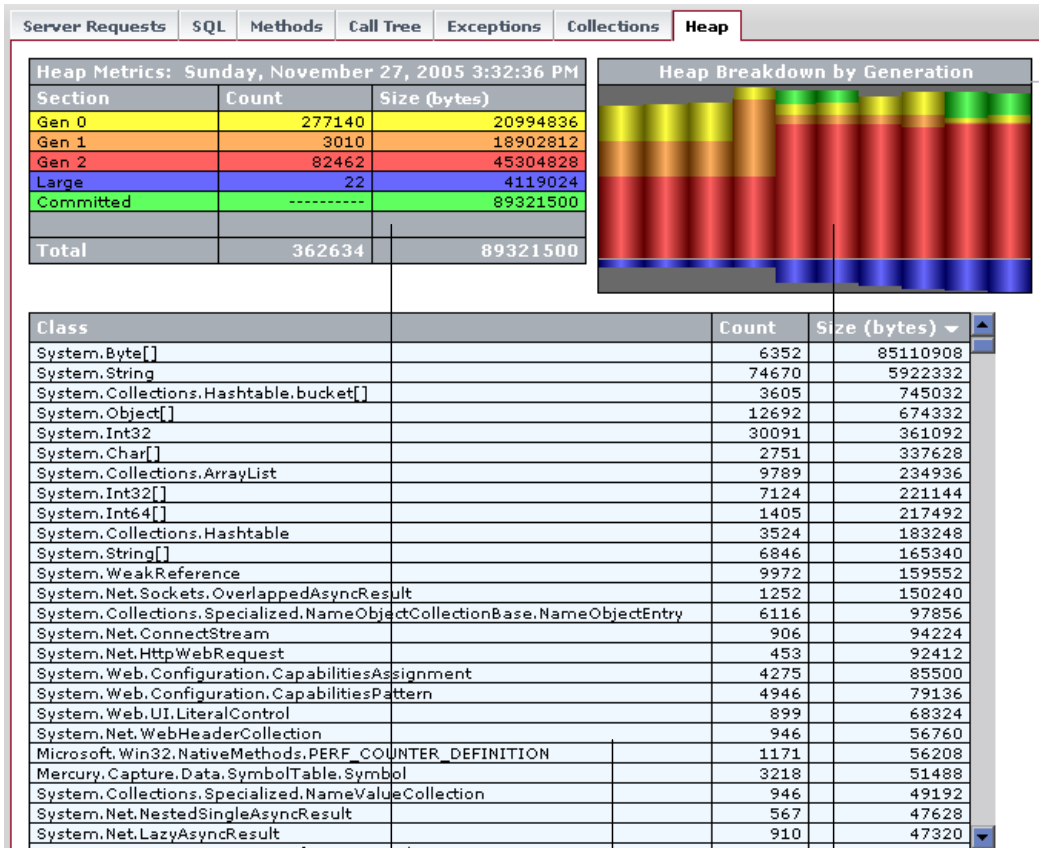 Server Requests SQL Methods Call Tree Exceptions Collections Heap
Heap Metrics: Sunday, November 27, 2005 3:32:36 PM
Section Count Size (bytes)
Gen 0 277140 20994836
Gen 1 3010 18902812
Gen 2 82462 45304828
Large 22 4119024
Committed ---------- 89321500
Total 362634 89321500
Heap Breakdown by Generation
Class Count Size (bytes)
System.Byte[] 6352 85110908
System.String 74670 5922332
System.Collections.Hashtable.bucket[] 3605 745032
System.Object[] 12692 674332
System.Int32 30091 361092
System.Char[] 2751 337628
System.Collections.ArrayList 9789 234936
System.Int32[] 7124 221144
System.Int64[] 1405 217492
System.Collections.Hashtable 3524 183248
System.String[] 6846 165340
System.WeakReference 9972 159552
System.Net.Sockets.OverlappedAsyncResult 1252 150240
System.Collections.Specialized.NameObjectCollectionBase.NameObjectEntry 6116 97856
System.Net.ConnectStream 906 94224
System.Net.HttpWebRequest 453 92412
System.Web.Configuration.CapabilitiesAssignment 4275 85500
System.Web.Configuration.CapabilitiesPattern 4946 79136
System.Web.UI.LiteralControl 899 68324
System.Net.WebHeaderCollection 946 56760
Microsoft.Win32.NativeMethods.PERF_COUNTER_DEFINITION 1171 56208
Mercury.Capture.Data.SymbolTable.Symbol 3218 51488
System.Collections.Specialized.NameValueCollection 946 49192
System.Net.NestedSingleAsyncResult 567 47628
System.Net.LazyAsyncResult 910 47320